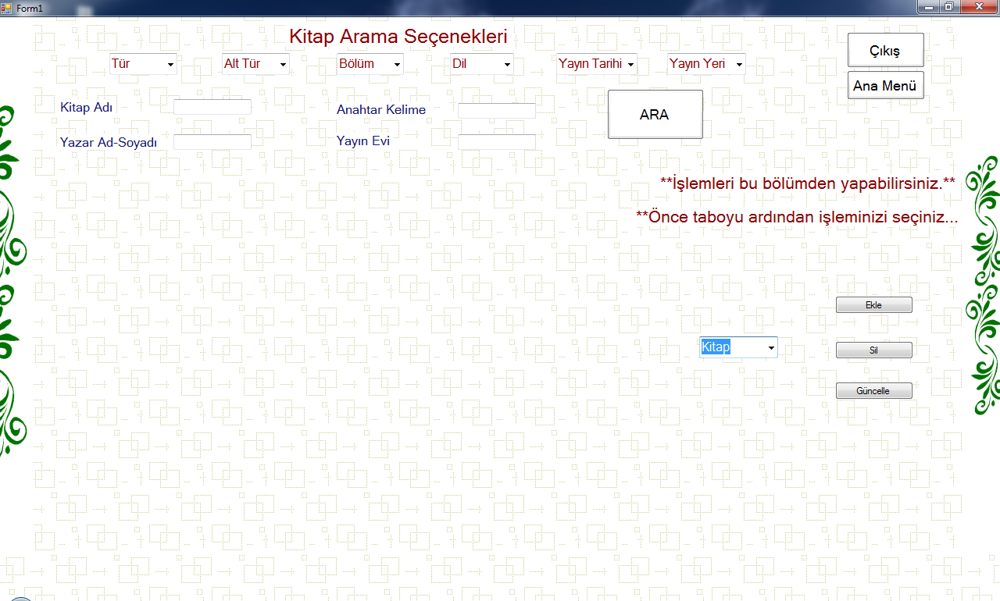 Form1
Kitap Arama Seçenekleri
Tür Alt Tür Bölüm Dil Yayın Tarihi Yayın Yeri
Çıkış
Ana Menü
Kitap Adı Anahtar Kelime ARA
Yazar Ad-Soyadı Yayın Evi
**İşlemleri bu bölümden yapabilirsiniz.**
**Önce taboyu ardından işleminizi seçiniz...
Ekle
Kitap Sil
Güncelle